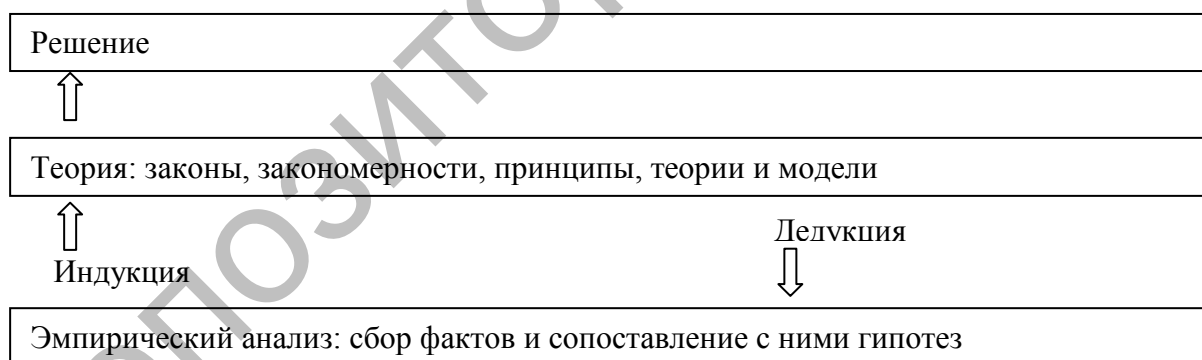 Решение
Теория: законы, закономерности, принципы, теории и модели
Дедукция
Индукция
Эмпирический анализ: сбор фактов и сопоставление с ними гипотез